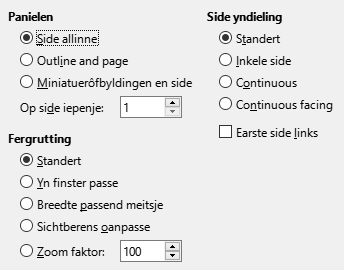 Panielen
Side allinne
Outline and page
Miniatuerôfbyldingen en side
Op side iepenje: 1
Fergrutting
Standert
Yn finster passe
Breedte passend meitsje
Sichtberens oanpasse
Zoom faktor: 100
Side yndieling
Standert
Inkele side
Continuous
Continuous facing
Earste side links